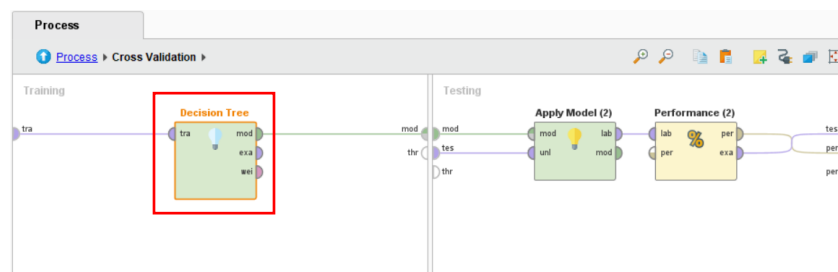 Process
Process ▸ Cross Validation ▸
Training
Testing
Decision Tree
Apply Model (2)
Performance (2)
tra
tra
mod
exa
wei
mod
thr
mod
tes
thr
mod
unl
lab
mod
lab
per
per
exa
tes
per
per